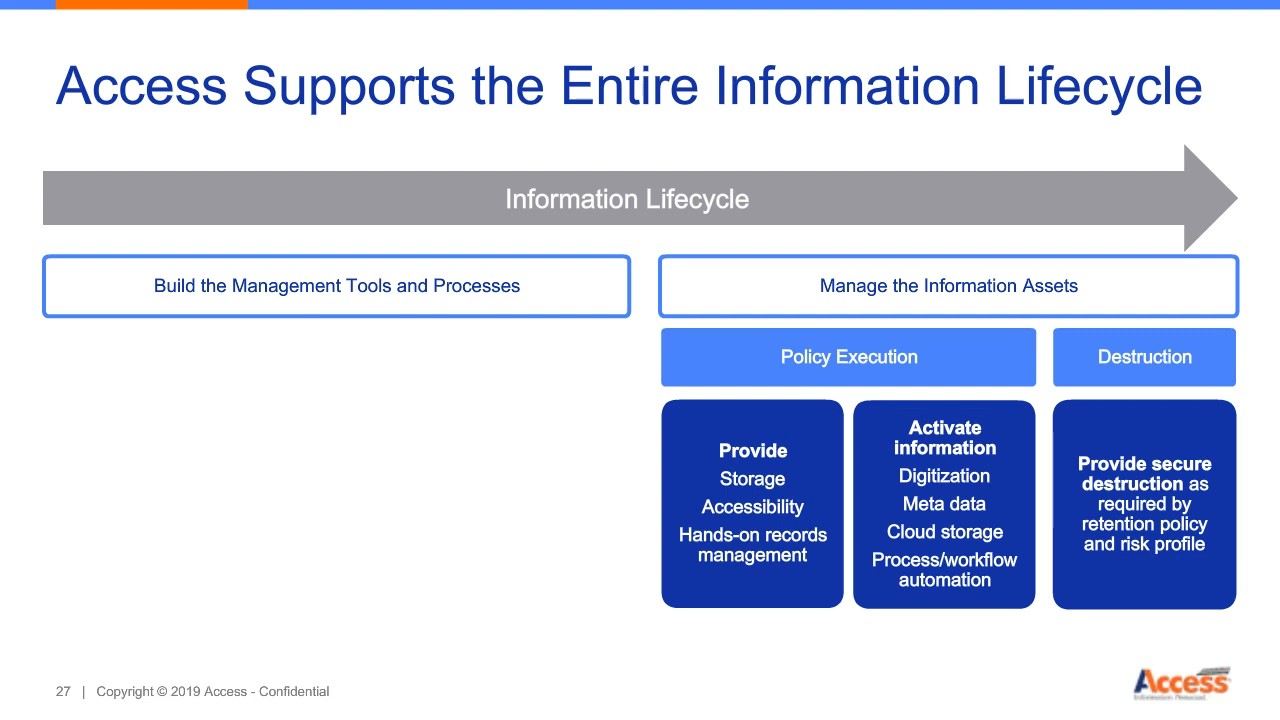 Access Supports the Entire Information Lifecycle
Information Lifecycle
Build the Management Tools and Processes
Manage the Information Assets
Policy Execution
Destruction
Provide
Storage
Accessibility
Hands-on records
management
Activate
information
Digitization
Meta data
Cloud storage
Process/workflow
automation
Provide secure
destruction as
required by
retention policy
and risk profile
27 | Copyright © 2019 Access - Confidential
Access